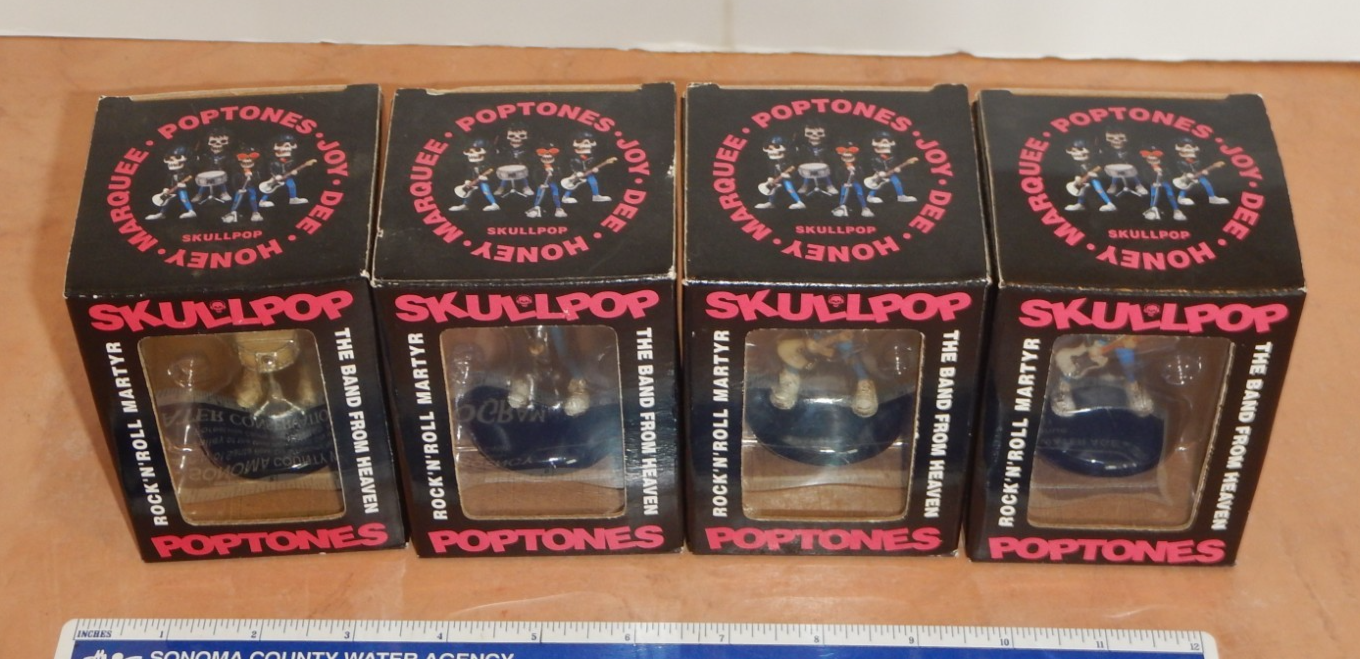 POPTONES · JOY · DEE · HONEY · MARQUEE ·
SKULLPOP
POPTONES · JOY · DEE · HONEY · MARQUEE ·
SKULLPOP
POPTONES · JOY · DEE · HONEY · MARQUEE ·
SKULLPOP
POPTONES · JOY · DEE · HONEY · MARQUEE ·
SKULLPOP
SKULLPOP
ROCK'N'ROLL MARTYR
THE BAND FROM HEAVEN
POPTONES
SKULLPOP
ROCK'N'ROLL MARTYR
THE BAND FROM HEAVEN
POPTONES
SKULLPOP
ROCK'N'ROLL MARTYR
THE BAND FROM HEAVEN
POPTONES
SKULLPOP
ROCK'N'ROLL MARTYR
THE BAND FROM HEAVEN
POPTONES
INCHES 1 2 3 4 5 6 7 8 9 10 11 12
SONOMA COUNTY WATER AGENCY